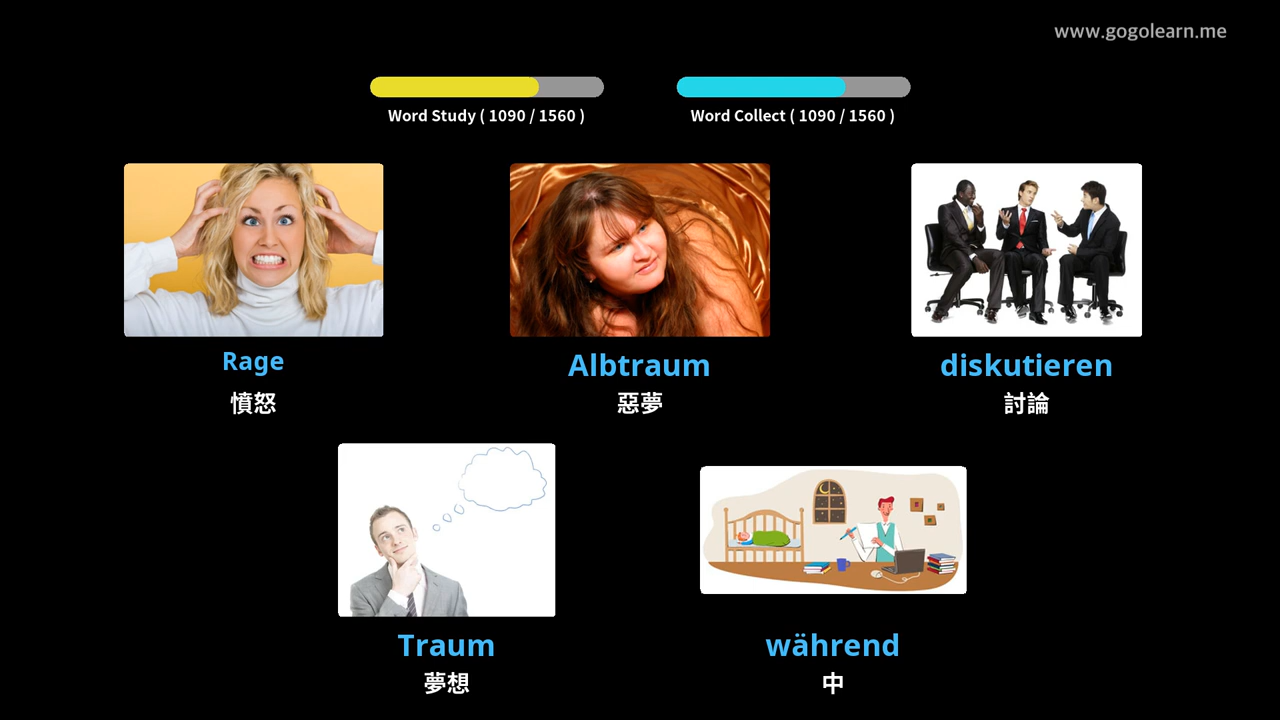 www.gogolearn.me
Word Study ( 1090 / 1560 )
Word Collect ( 1090 / 1560 )
Rage
憤怒
Albtraum
惡夢
diskutieren
討論
Traum
夢想
während
中